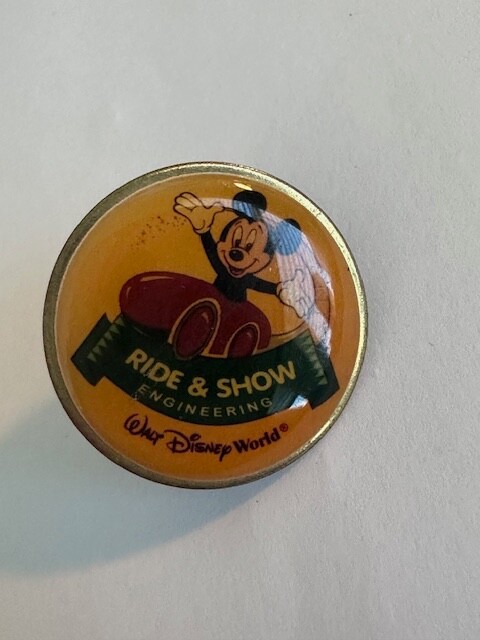 RIDE & SHOW
ENGINEERING
Walt Disney World®